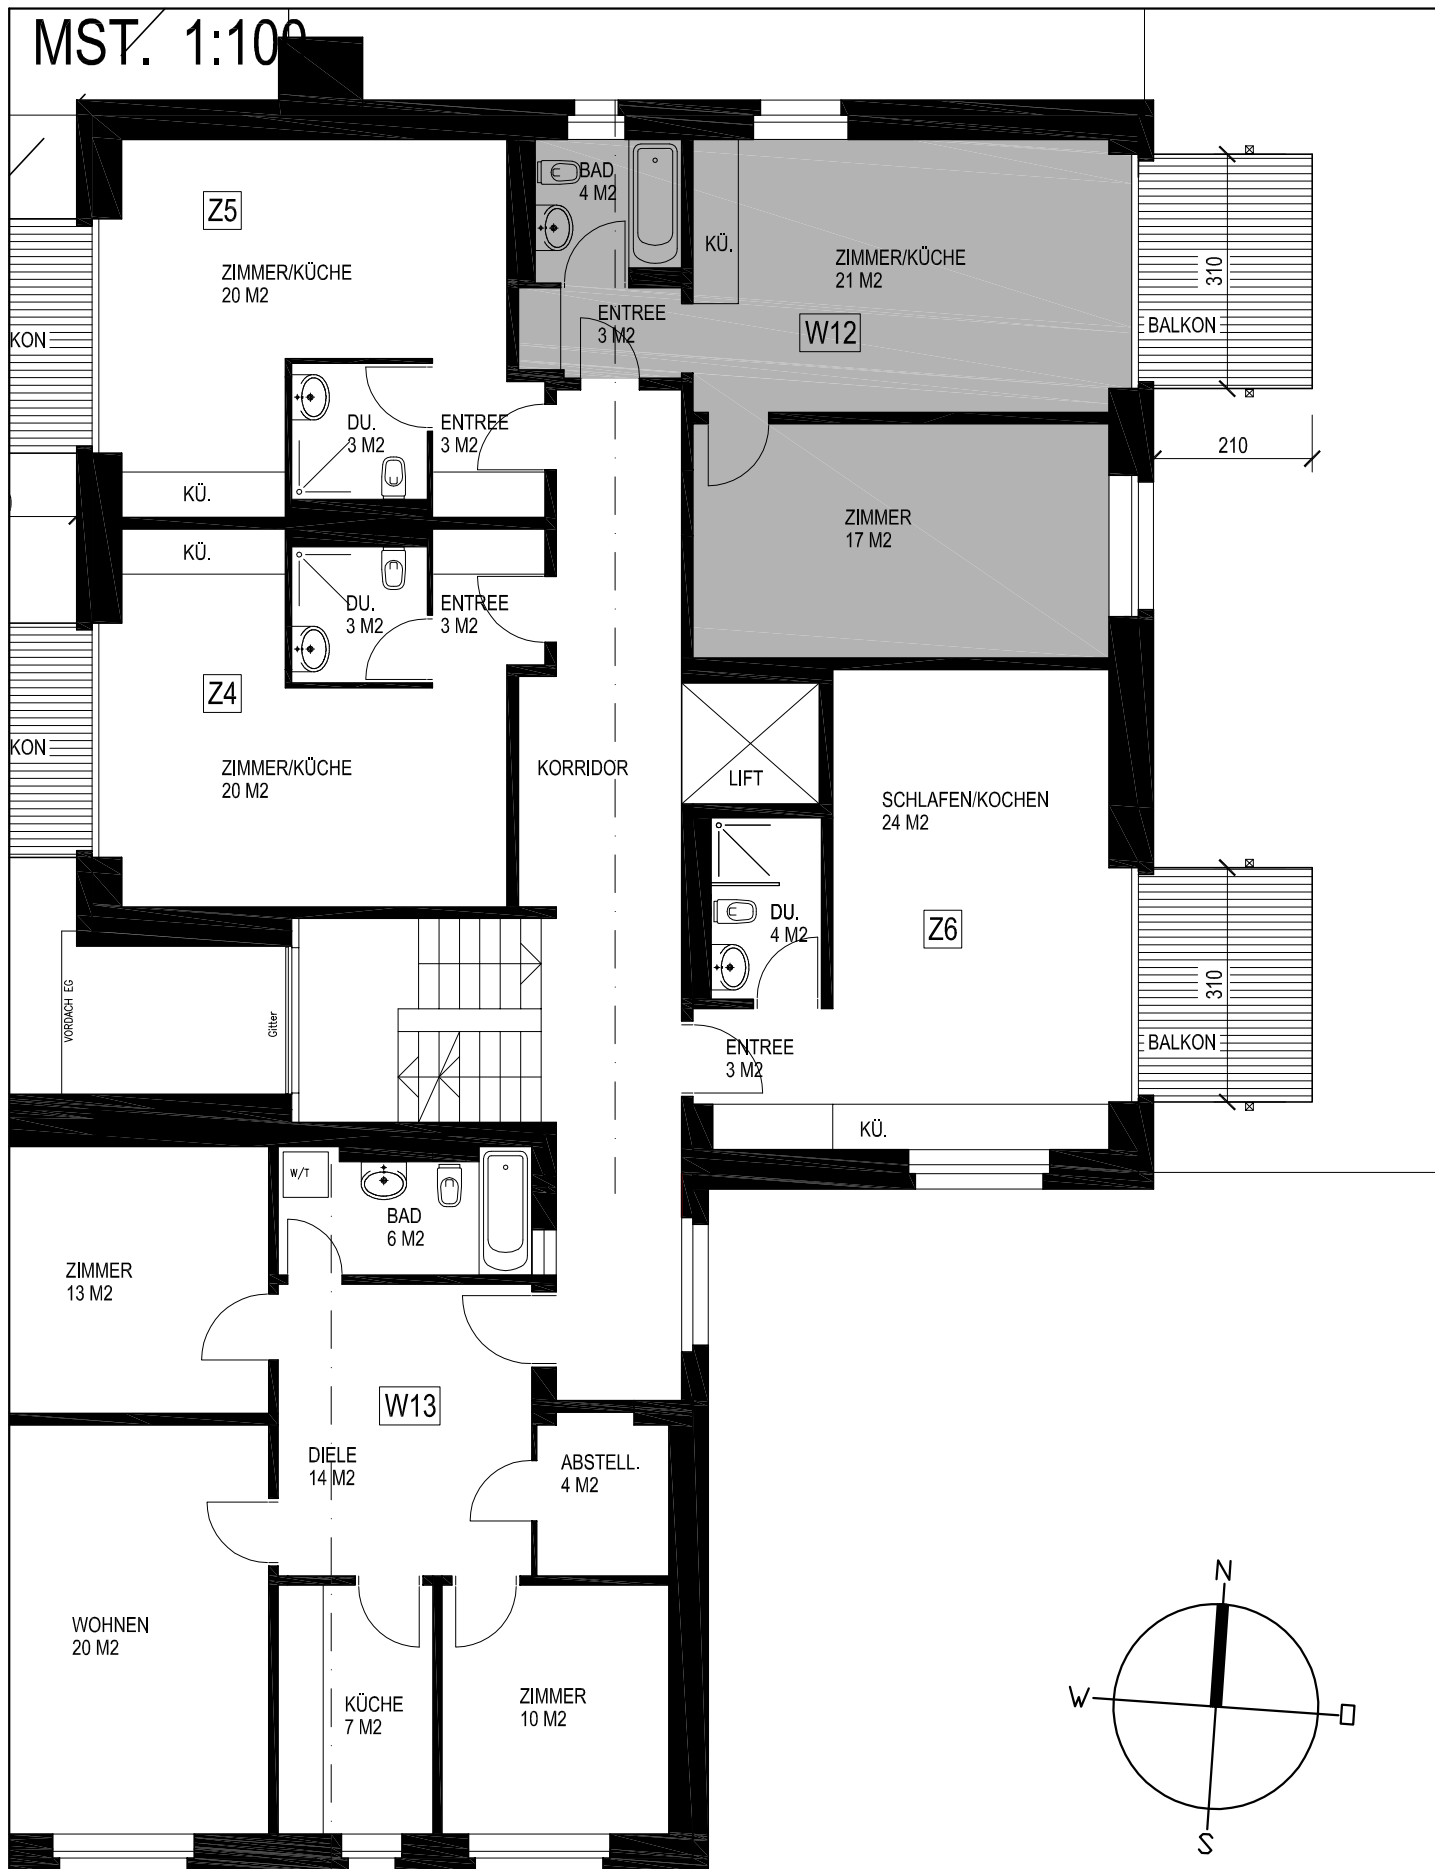 MST. 1:100
Z5
ZIMMER/KÜCHE
20 M2
BAD
4 M2
KÜ.
ZIMMER/KÜCHE
21 M2
W12
ENTREE
3 M2
310
BALKON
KON
DU.
3 M2
ENTREE
3 M2
210
KÜ.
ZIMMER
17 M2
KÜ.
DU.
3 M2
ENTREE
3 M2
Z4
KON
ZIMMER/KÜCHE
20 M2
KORRIDOR
LIFT
SCHLAFEN/KOCHEN
24 M2
DU.
4 M2
Z6
310
BALKON
VORDACH EG
Gitter
ENTREE
3 M2
KÜ.
W/T
BAD
6 M2
ZIMMER
13 M2
W13
DIELE
14 M2
ABSTELL.
4 M2
WOHNEN
20 M2
KÜCHE
7 M2
ZIMMER
10 M2
N
W
O
S